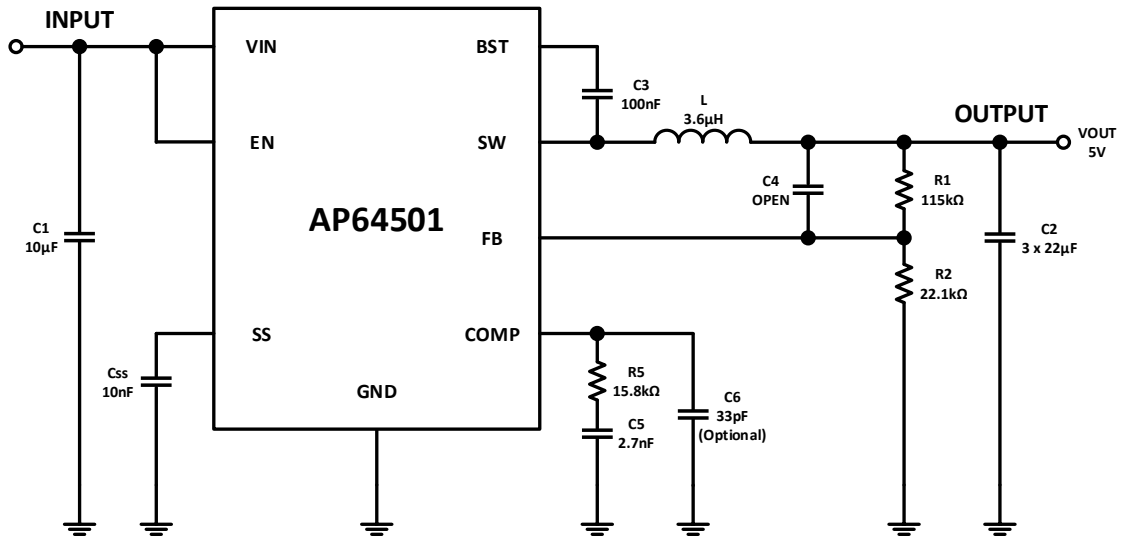 INPUT
VIN
BST
C3
100nF
L
3.6µH
OUTPUT
VOUT
5V
EN
SW
C4
OPEN
R1
115kΩ
AP64501
C1
10µF
FB
C2
3 x 22µF
R2
22.1kΩ
SS
COMP
Css
10nF
GND
R5
15.8kΩ
C6
33pF
(Optional)
C5
2.7nF